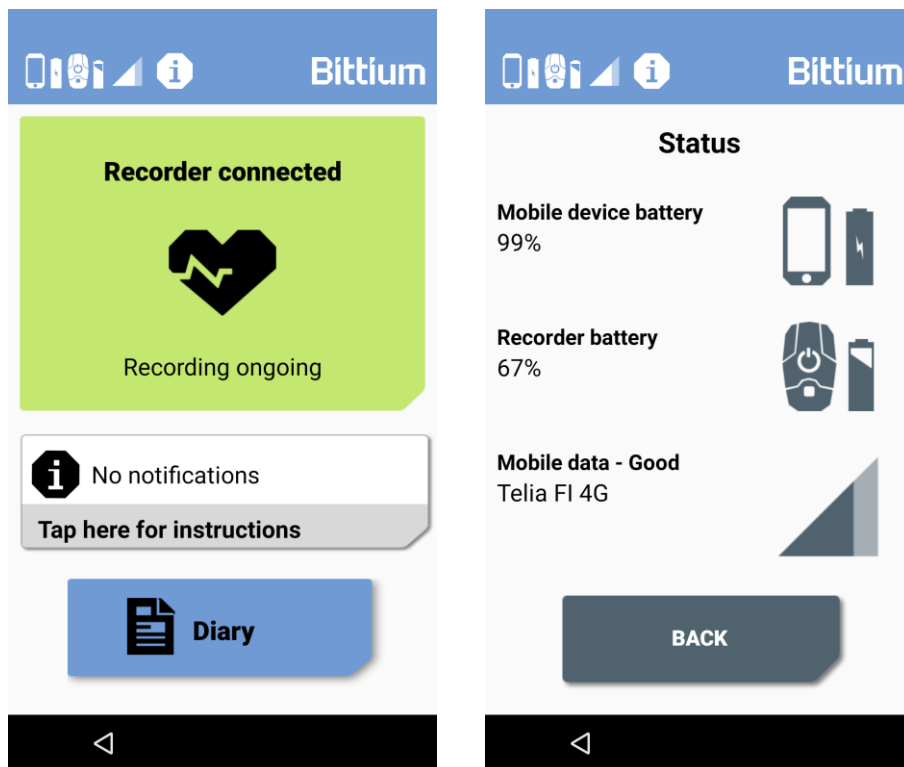 Bittium
Recorder connected
Recording ongoing
No notifications
Tap here for instructions
Diary
Bittium
Status
Mobile device battery
99%
Recorder battery
67%
Mobile data - Good
Telia FI 4G
BACK